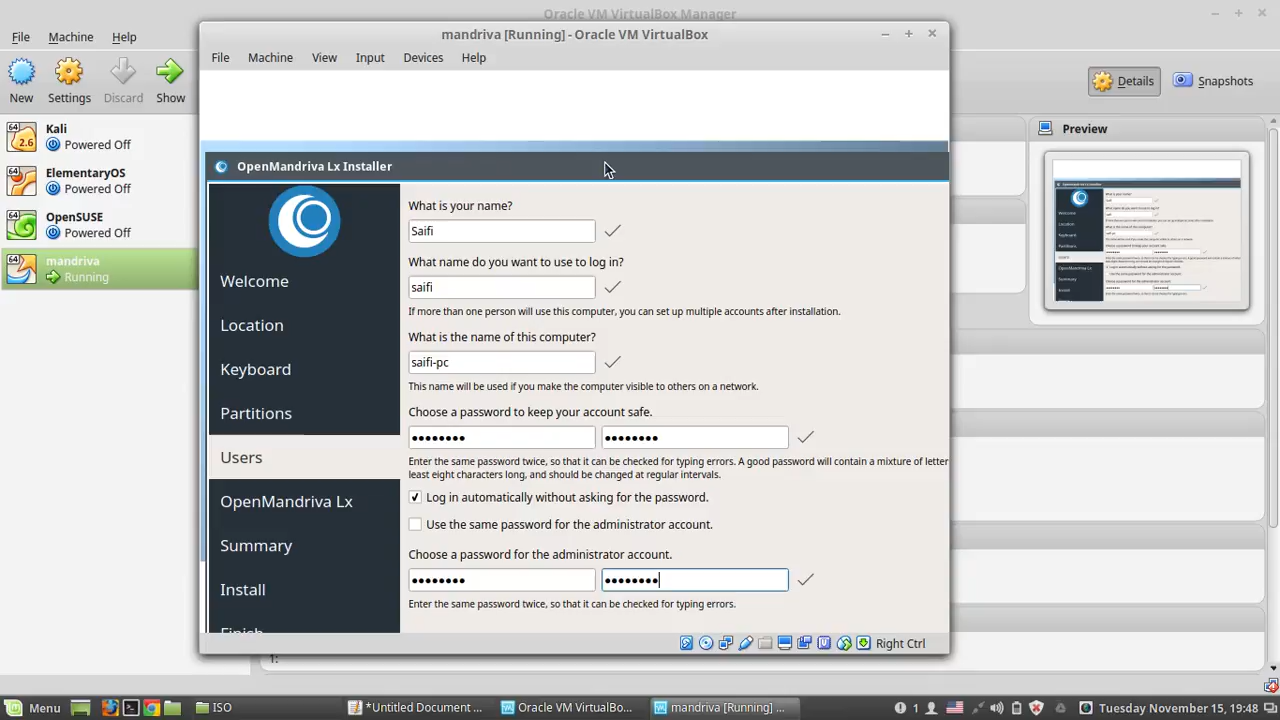 Oracle VM VirtualBox Manager
File Machine Help
New Settings Discard Show
Details Snapshots
Kali
Powered Off
ElementaryOS
Powered Off
OpenSUSE
Powered Off
mandriva
Running
mandriva [Running] - Oracle VM VirtualBox
File Machine View Input Devices Help
OpenMandriva Lx Installer
Welcome
Location
Keyboard
Partitions
Users
OpenMandriva Lx
Summary
Install
Finish
What is your name?
Saifi
What name do you want to use to log in?
saifi
If more than one person will use this computer, you can set up multiple accounts after installation.
What is the name of this computer?
saifi-pc
This name will be used if you make the computer visible to others on a network.
Choose a password to keep your account safe.
●●●●●●●● ●●●●●●●●
Enter the same password twice, so that it can be checked for typing errors. A good password will contain a mixture of letter
least eight characters long, and should be changed at regular intervals.
Log in automatically without asking for the password.
Use the same password for the administrator account.
Choose a password for the administrator account.
●●●●●●●● ●●●●●●●●
Enter the same password twice, so that it can be checked for typing errors.
Right Ctrl
Preview
1:
Menu ISO *Untitled Document ... Oracle VM VirtualBo... mandriva [Running] ... 1 Tuesday November 15, 19:48